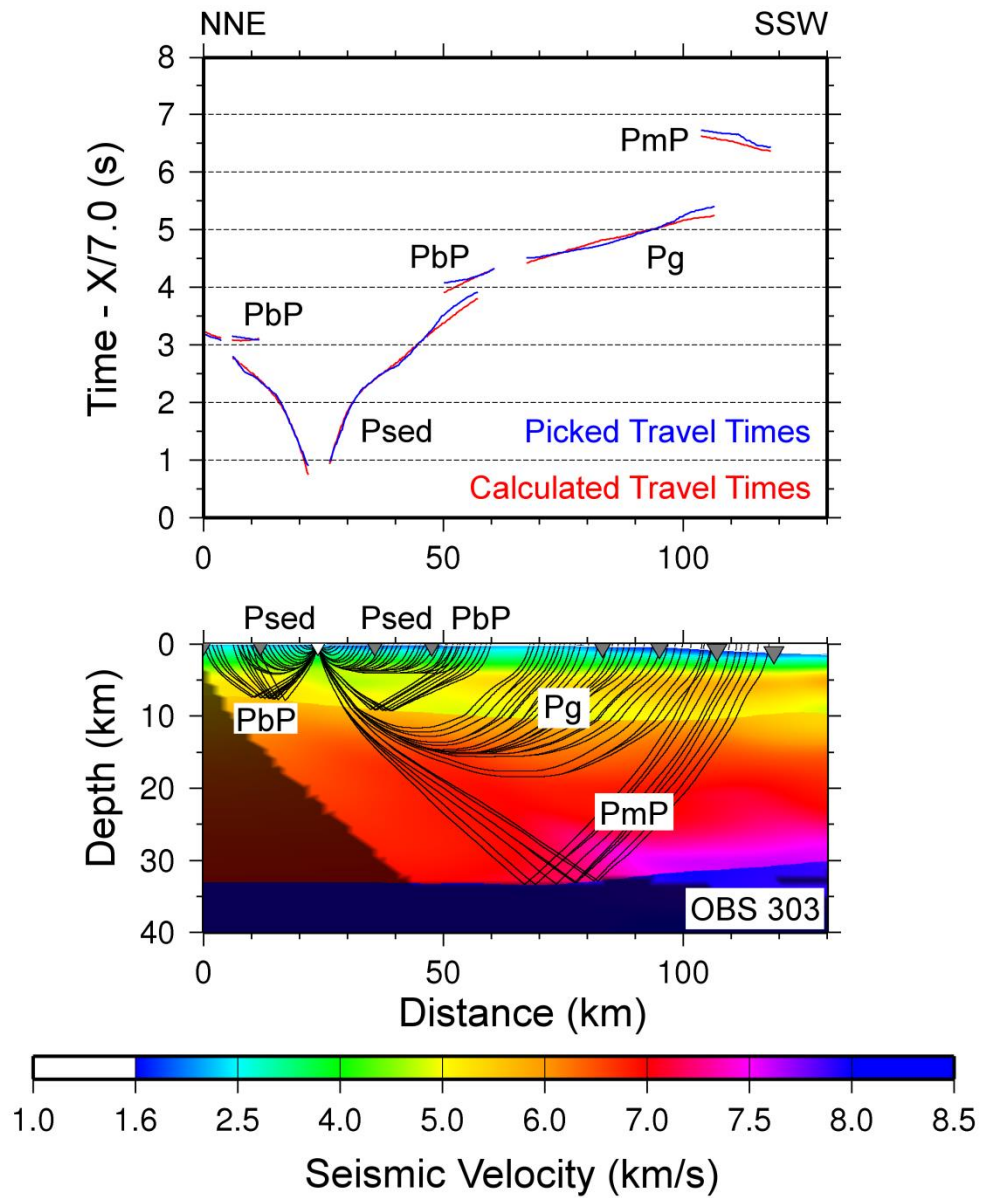 NNE SSW
8
7
6
5
4
3
2
1
0
Time - X/7.0 (s)
PmP
PbP
Pg
PbP
Psed
Picked Travel Times
Calculated Travel Times
0 50 100
Psed Psed PbP
0
10
20
30
40
Depth (km)
PbP
Pg
PmP
OBS 303
0 50 100
Distance (km)
1.0 1.6 2.5 4.0 5.0 6.0 7.0 7.5 8.0 8.5
Seismic Velocity (km/s)